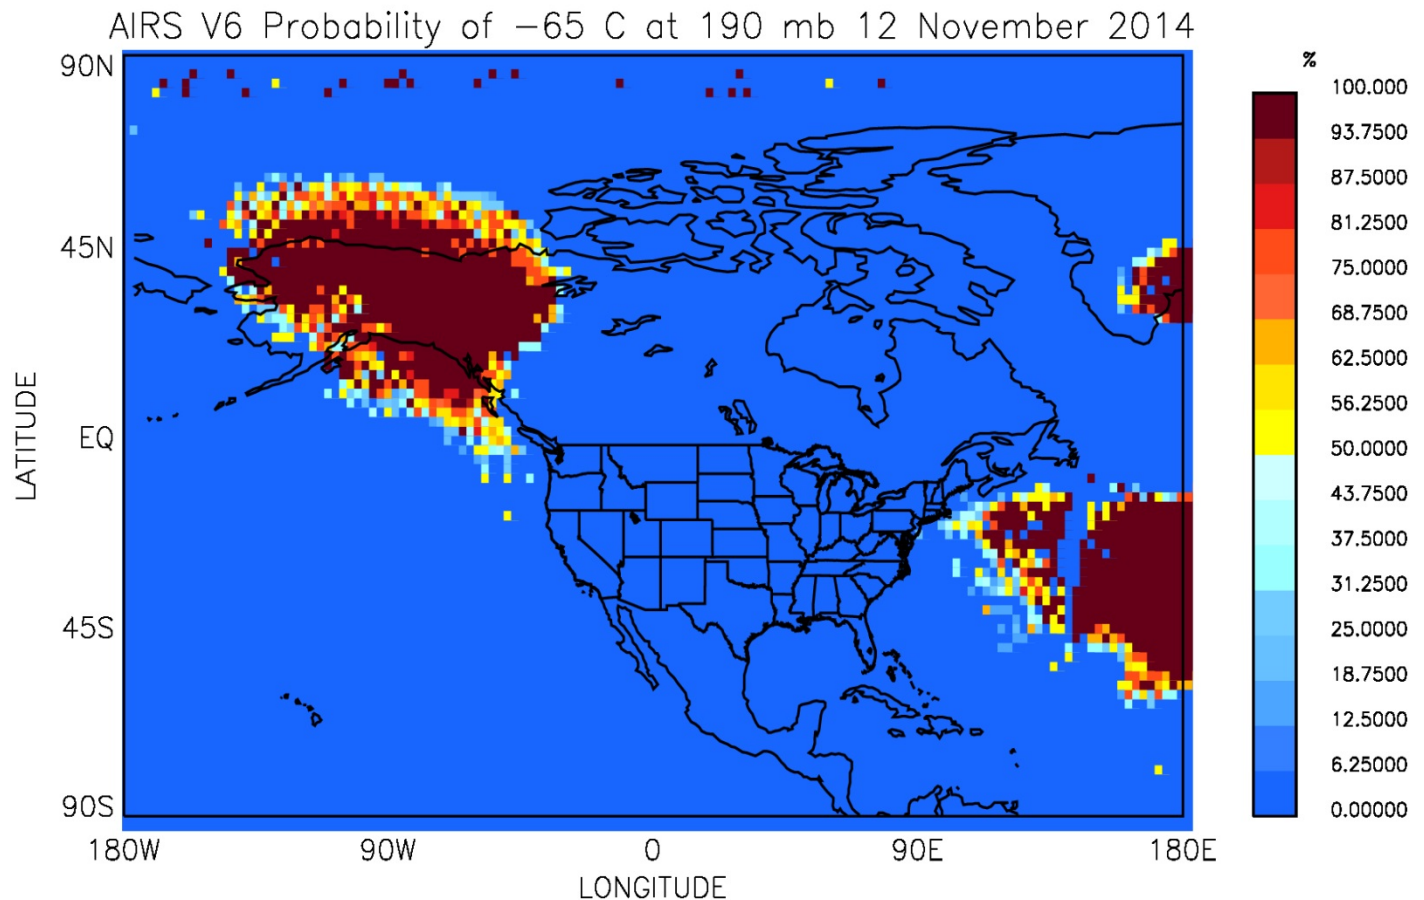 AIRS V6 Probability of −65 C at 190 mb 12 November 2014
%
90N
45N
EQ
45S
90S
LATITUDE
180W 90W 0 90E 180E
LONGITUDE
100.000
93.7500
87.5000
81.2500
75.0000
68.7500
62.5000
56.2500
50.0000
43.7500
37.5000
31.2500
25.0000
18.7500
12.5000
6.25000
0.00000